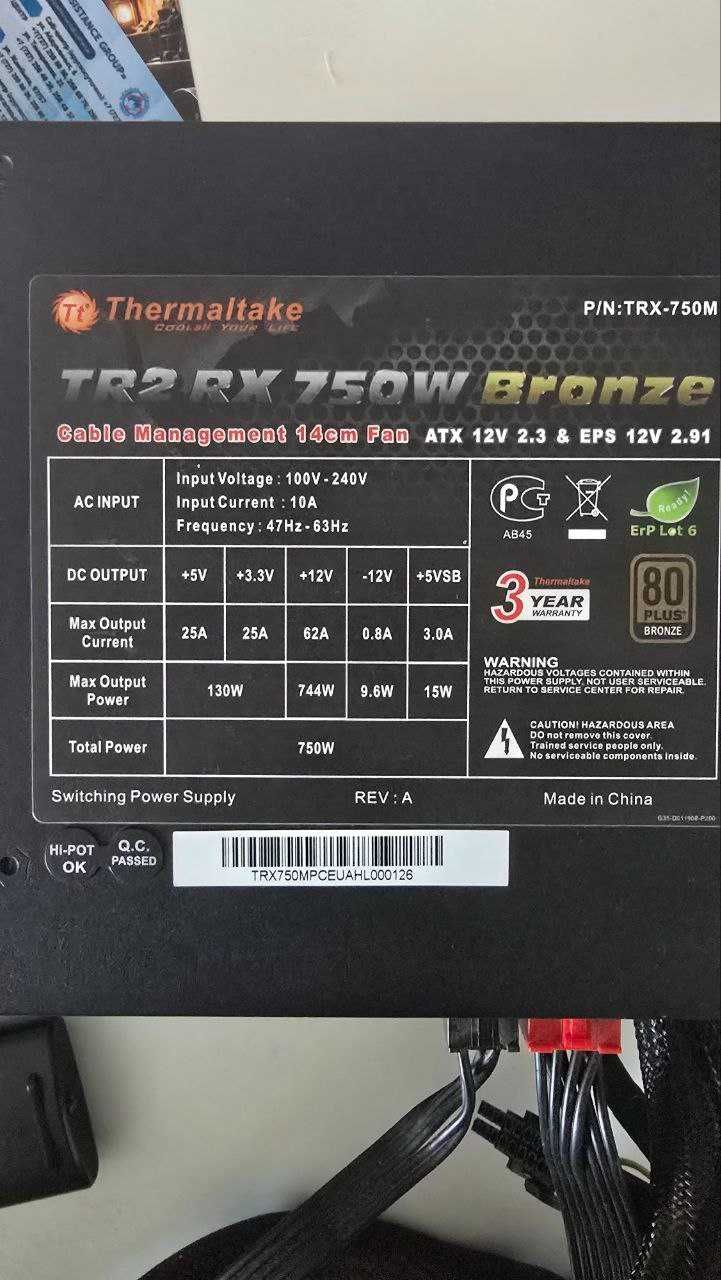 SISTANCE GROUP»
Tt
Thermaltake
COOLall YOUR LIFE
P/N:TRX-750M
TR2 RX 750W Bronze
Cable Management 14cm Fan ATX 12V 2.3 & EPS 12V 2.91
AC INPUT
Input Voltage : 100V - 240V
Input Current : 10A
Frequency : 47Hz - 63Hz
DC OUTPUT +5V +3.3V +12V -12V +5VSB
Max Output Current 25A 25A 62A 0.8A 3.0A
Max Output Power 130W 744W 9.6W 15W
Total Power 750W
AB45
Ready!
ErP Lot 6
3 Thermaltake
YEAR
WARRANTY
80
PLUS
BRONZE
WARNING
HAZARDOUS VOLTAGES CONTAINED WITHIN
THIS POWER SUPPLY, NOT USER SERVICEABLE.
RETURN TO SERVICE CENTER FOR REPAIR.
CAUTION! HAZARDOUS AREA
DO not remove this cover.
Trained service people only.
No serviceable components inside.
Switching Power Supply REV : A Made in China
Hi-POT
OK
Q.C.
PASSED
TRX750MPCEUAHL000126